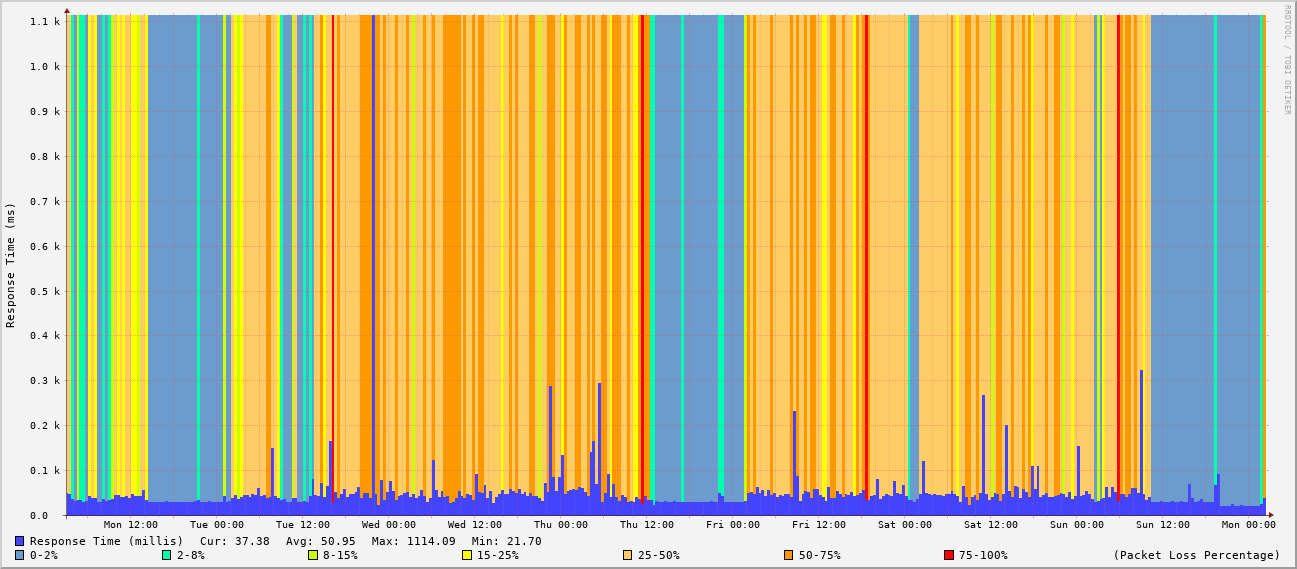 RRDTOOL / TOBI OETIKER
Response Time (ms)
1.1 k
1.0 k
0.9 k
0.8 k
0.7 k
0.6 k
0.5 k
0.4 k
0.3 k
0.2 k
0.1 k
0.0
Mon 12:00 Tue 00:00 Tue 12:00 Wed 00:00 Wed 12:00 Thu 00:00 Thu 12:00 Fri 00:00 Fri 12:00 Sat 00:00 Sat 12:00 Sun 00:00 Sun 12:00 Mon 00:00
Response Time (millis) Cur: 37.38 Avg: 50.95 Max: 1114.09 Min: 21.70
0-2% 2-8% 8-15% 15-25% 25-50% 50-75% 75-100% (Packet Loss Percentage)